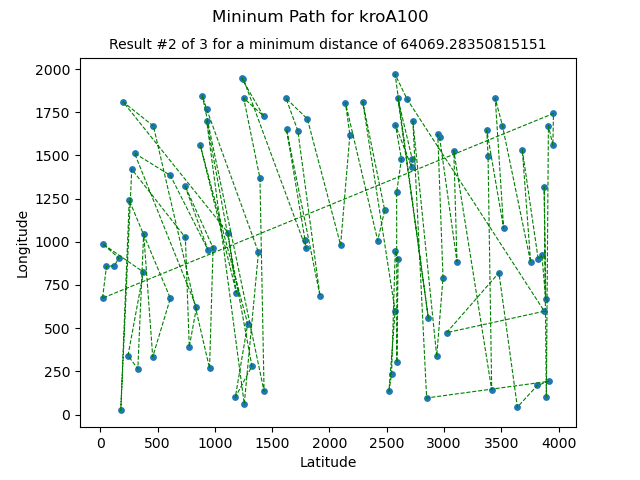 Mininum Path for kroA100
Result #2 of 3 for a minimum distance of 64069.28350815151
2000
1750
1500
1250
1000
750
500
250
0
Longitude
0 500 1000 1500 2000 2500 3000 3500 4000
Latitude